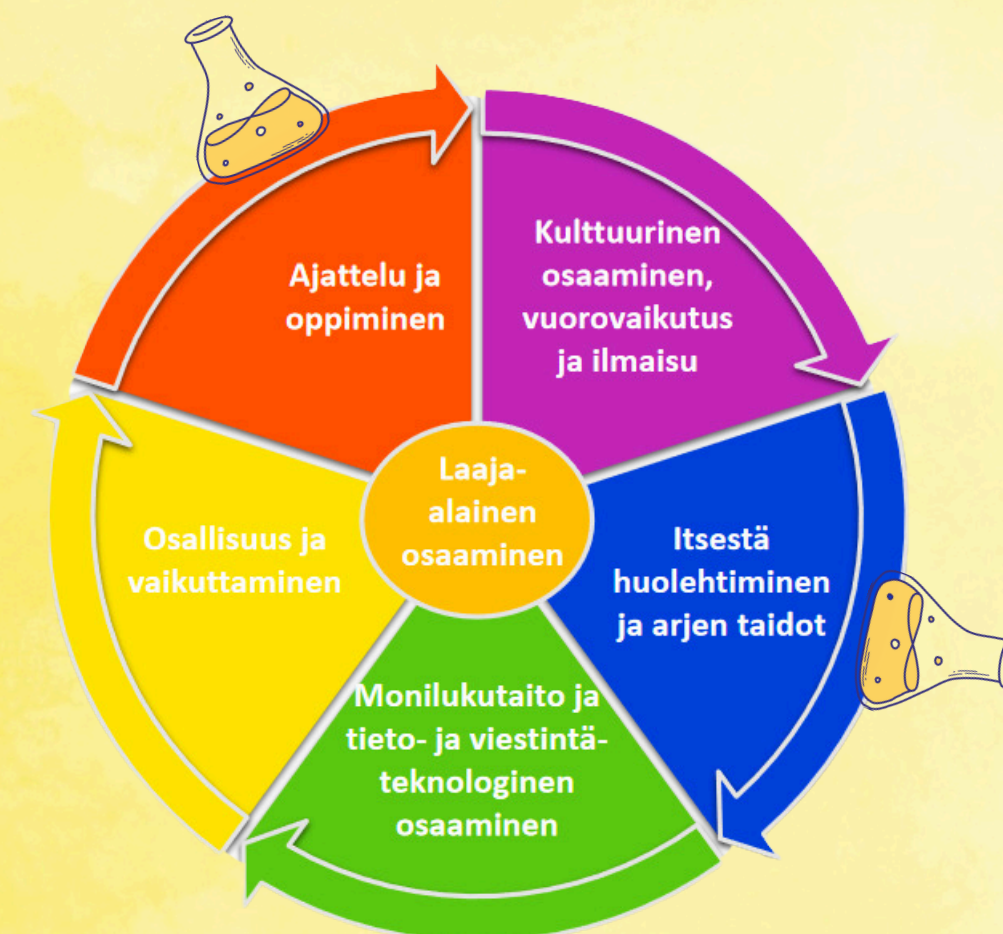 Ajattelu ja
oppiminen
Kulttuurinen
osaaminen,
vuorovaikutus
ja ilmaisu
Itsestä
huolehtiminen
ja arjen taidot
Monilukutaito ja
tieto- ja viestintä-
teknologinen
osaaminen
Osallisuus ja
vaikuttaminen
Laaja-
alainen
osaaminen